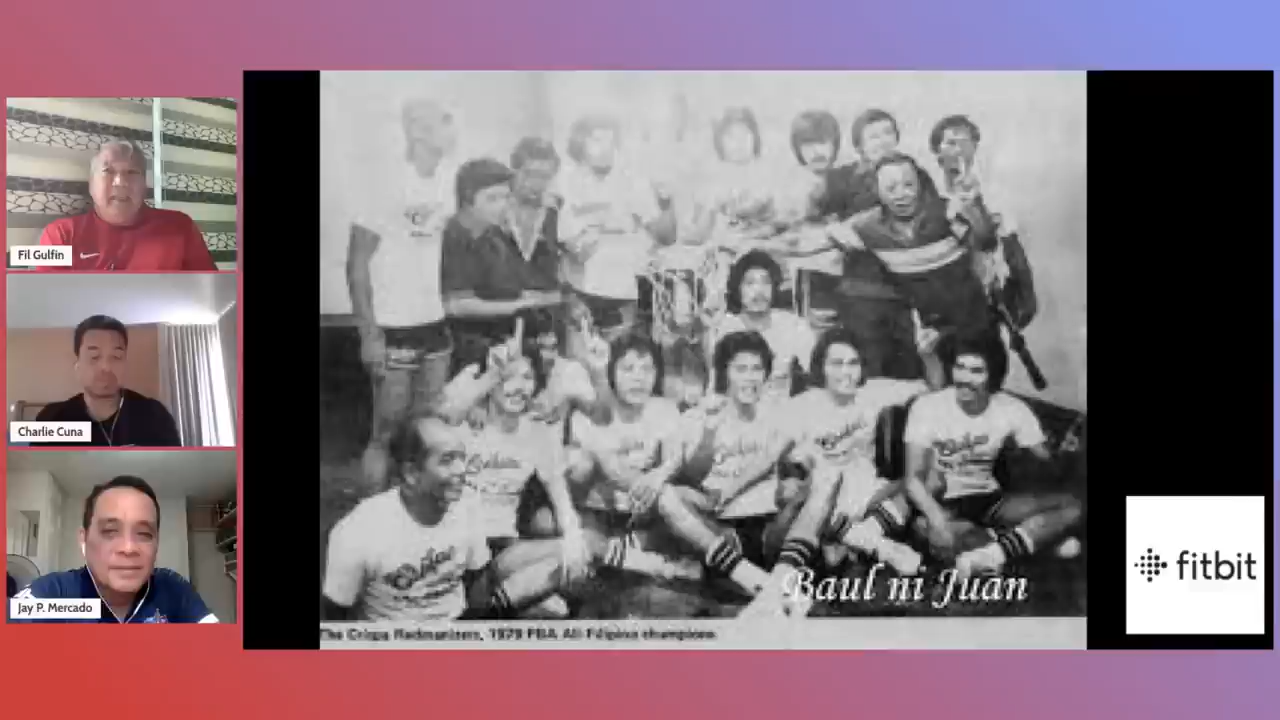 Fil Gulfin
Charlie Cuna
Jay P. Mercado
Baul ni Juan
The Crispa Redmanizers, 1979 PBA All-Filipino champions
fitbit